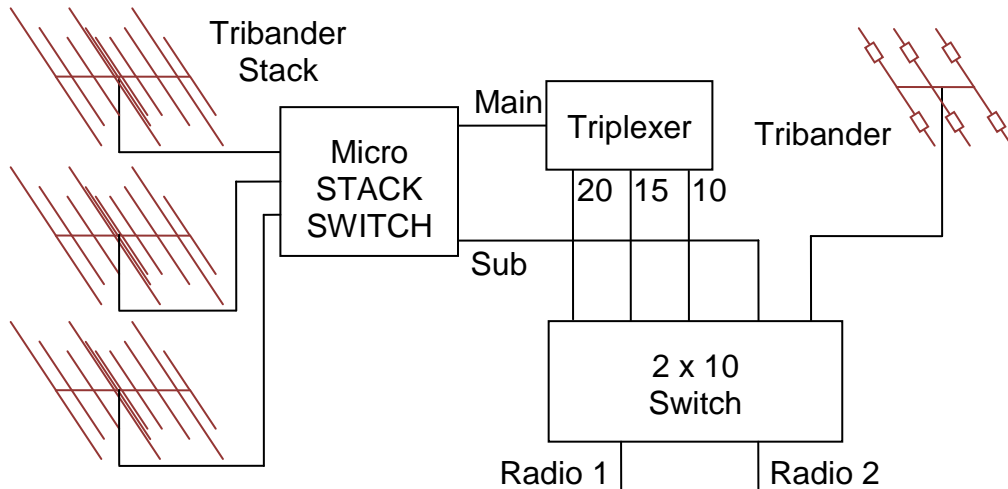 Tribander
Stack
Main
Triplexer
Tribander
Micro
STACK
SWITCH
20
15
10
Sub
2 x 10
Switch
Radio 1
Radio 2